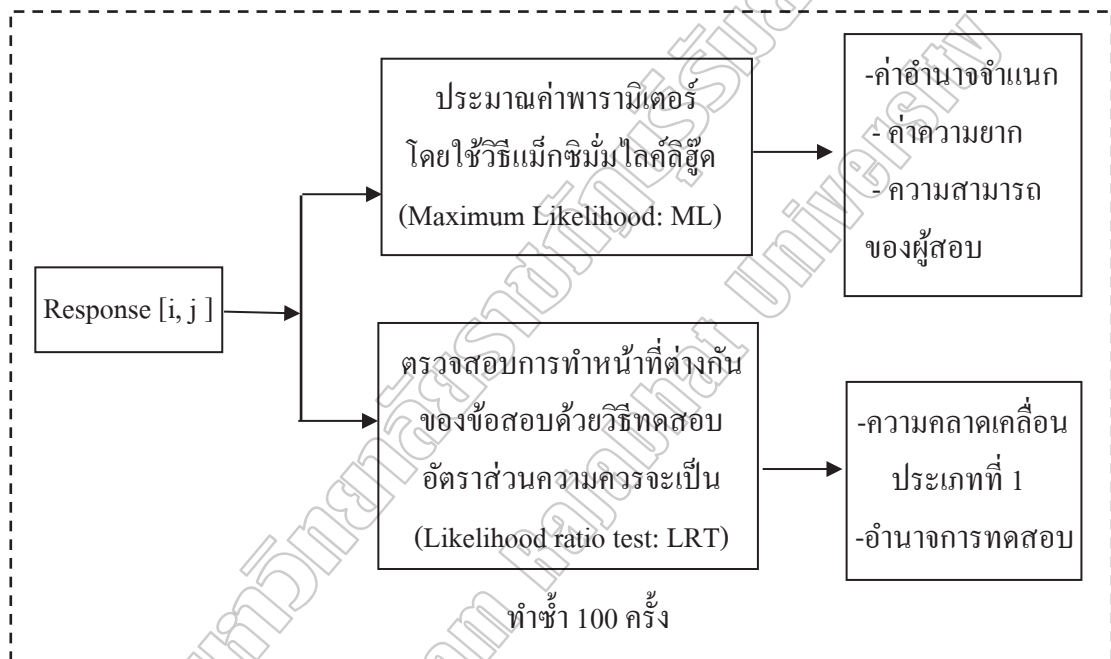 ประมาณค่าพารามิเตอร์
โดยใช้วิธีแม็กซิมั่มไลค์ลิฮู๊ด
(Maximum Likelihood: ML)
-ค่าอำนาจจำแนก
- ค่าความยาก
- ความสามารถ
ของผู้สอบ
Response [i, j ]
ตรวจสอบการทำหน้าที่ต่างกัน
ของข้อสอบด้วยวิธีทดสอบ
อัตราส่วนความควรจะเป็น
(Likelihood ratio test: LRT)
-ความคลาดเคลื่อน
ประเภทที่ 1
-อำนาจการทดสอบ
ทำซ้ำ 100 ครั้ง
Rajabhat University